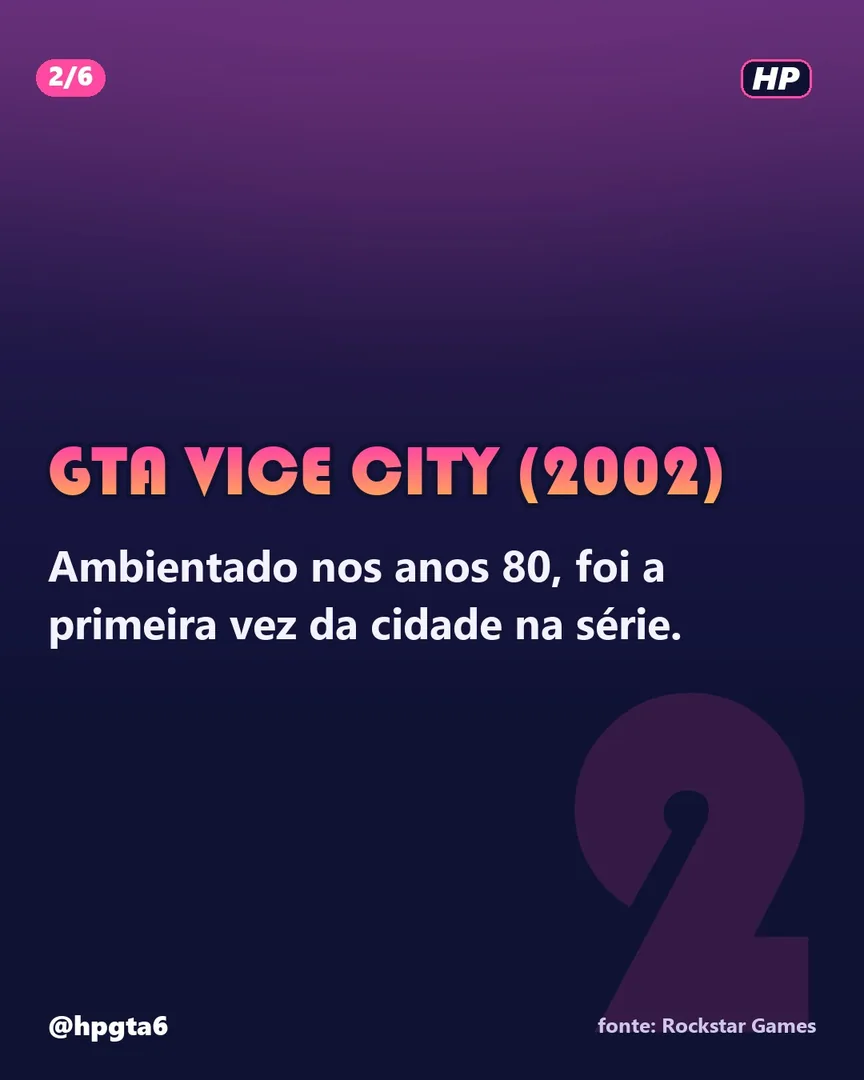 2/6
HP
GTA VICE CITY (2002)
Ambientado nos anos 80, foi a
primeira vez da cidade na série.
2
@hpgta6
fonte: Rockstar Games